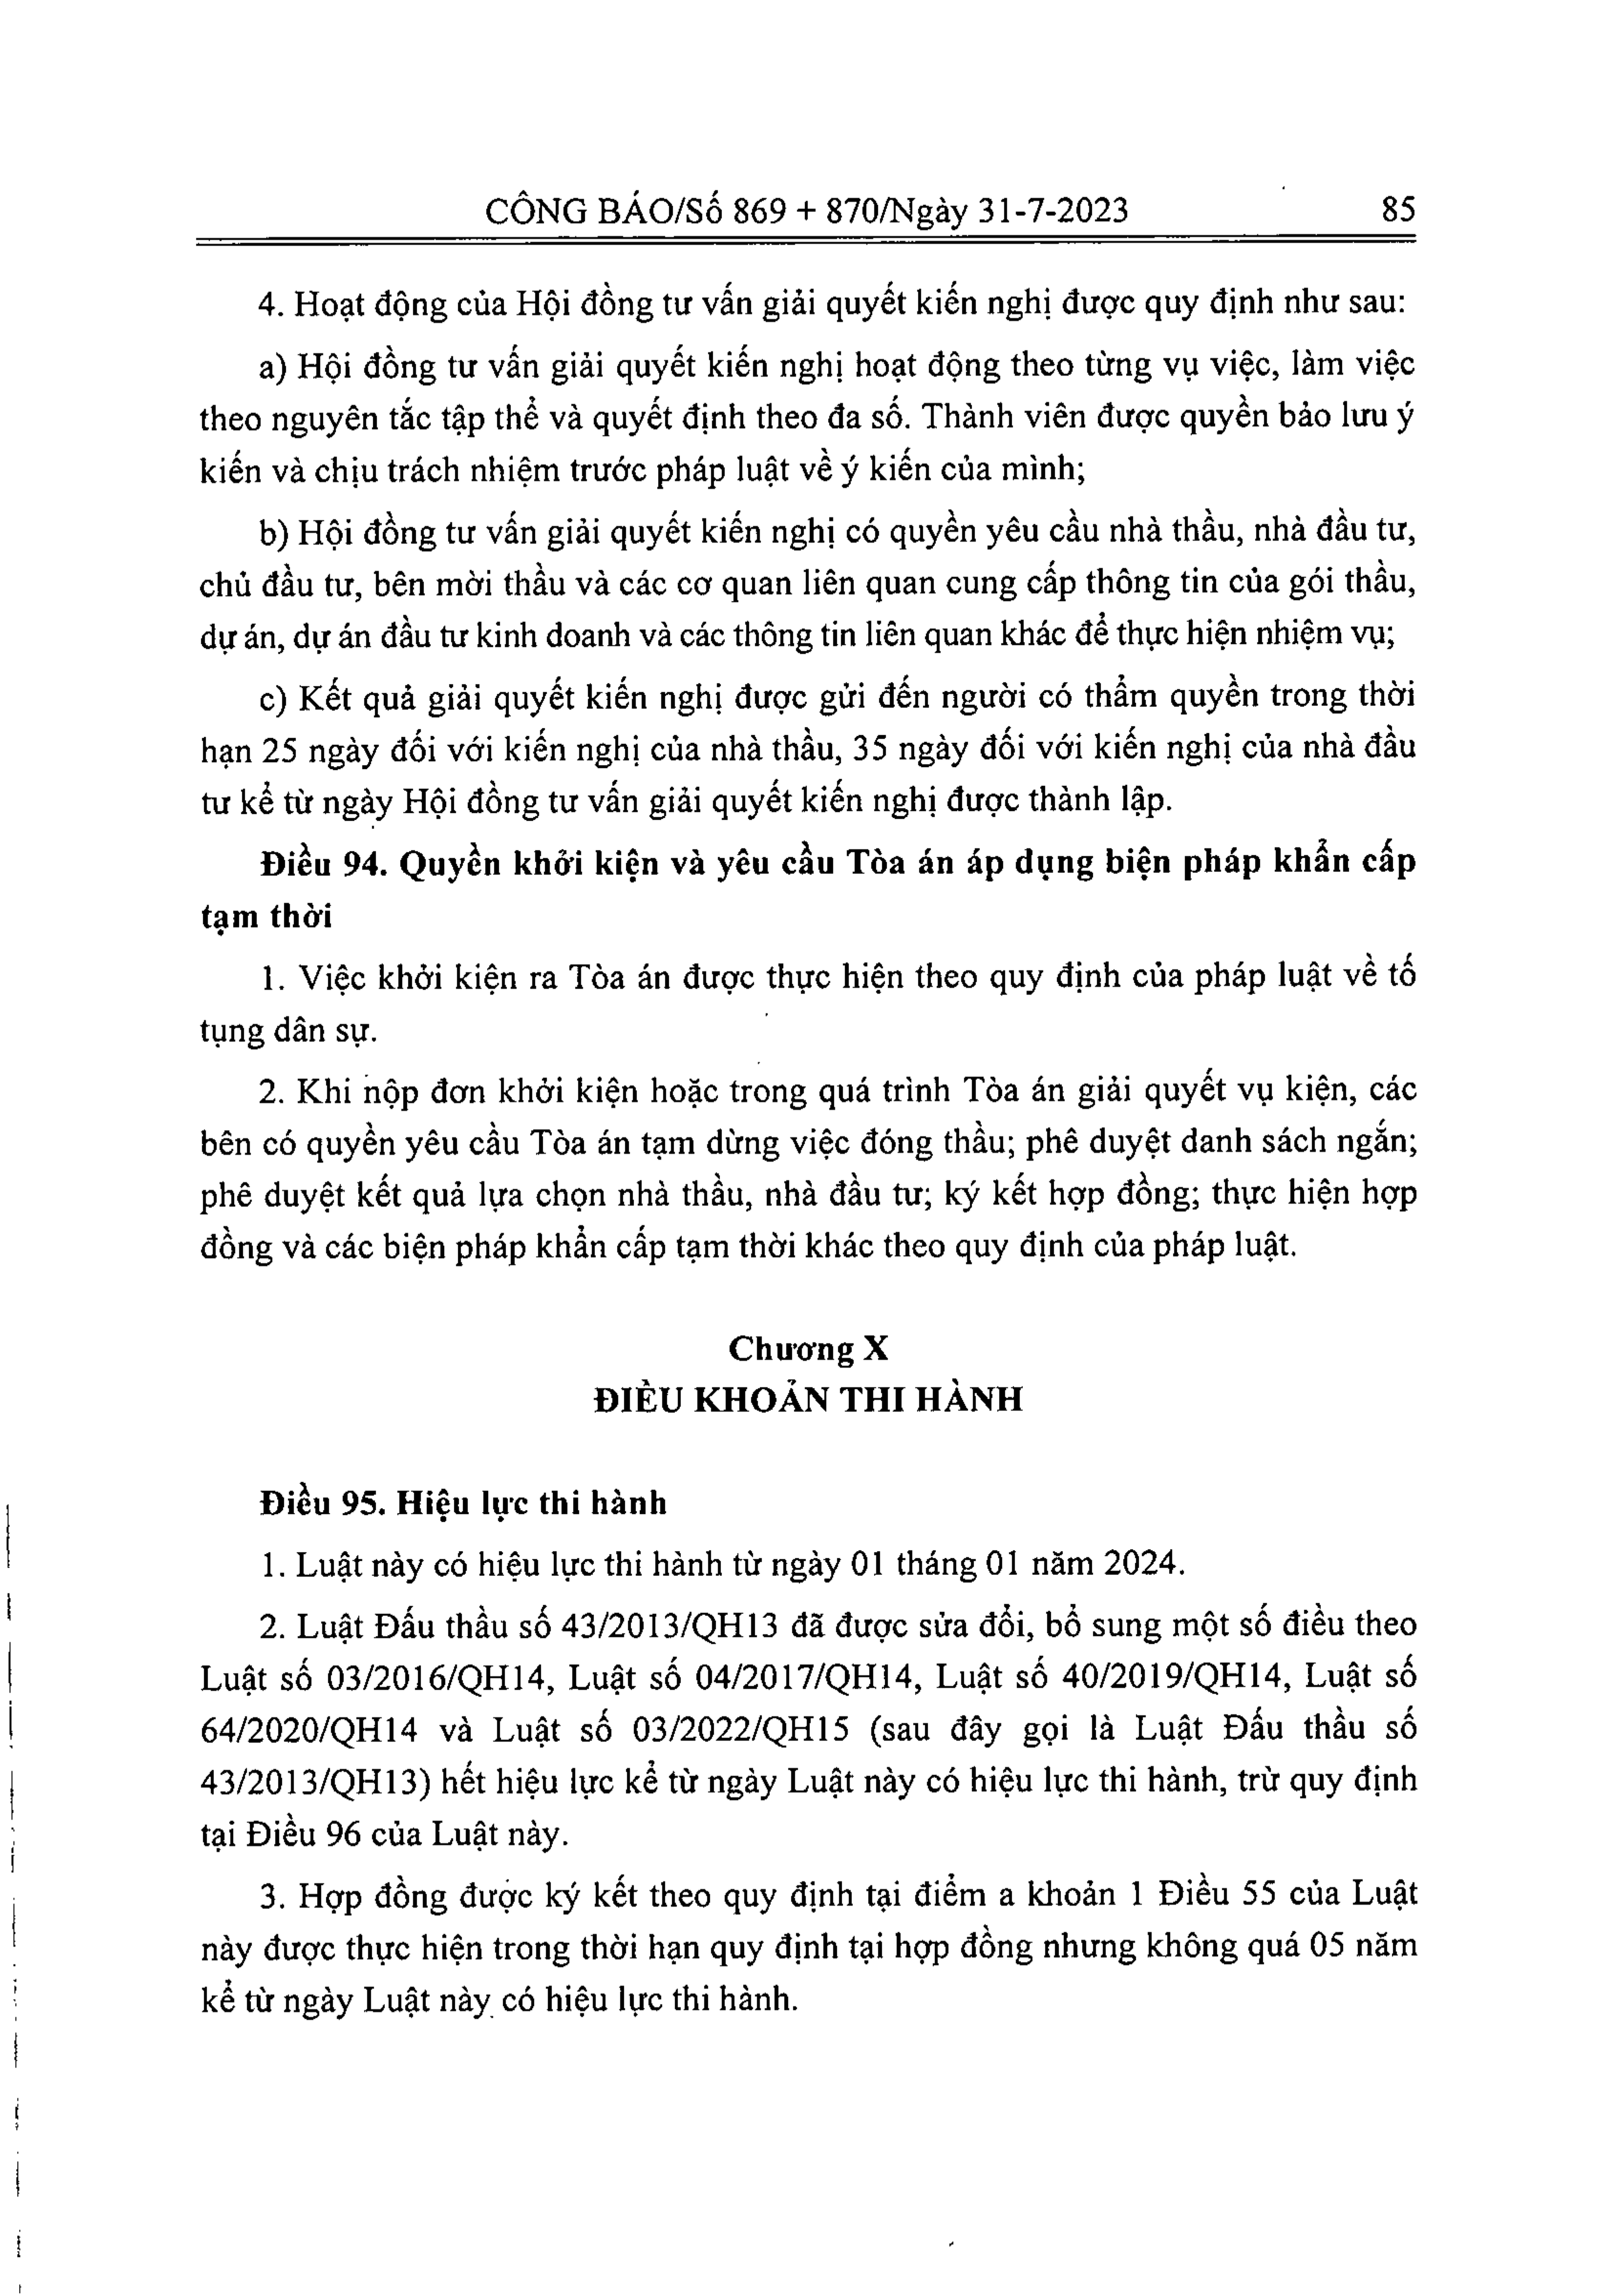 CÔNG BÁO/Số 869 + 870/Ngày 31-7-2023 85
4. Hoạt động của Hội đồng tư vấn giải quyết kiến nghị được quy định như sau:
a) Hội đồng tư vấn giải quyết kiến nghị hoạt động theo từng vụ việc, làm việc
theo nguyên tắc tập thể và quyết định theo đa số. Thành viên được quyền bảo lưu ý
kiến và chịu trách nhiệm trước pháp luật về ý kiến của mình;
b) Hội đồng tư vấn giải quyết kiến nghị có quyền yêu cầu nhà thầu, nhà đầu tư,
chủ đầu tư, bên mời thầu và các cơ quan liên quan cung cấp thông tin của gói thầu,
dự án, dự án đầu tư kinh doanh và các thông tin liên quan khác để thực hiện nhiệm vụ;
c) Kết quả giải quyết kiến nghị được gửi đến người có thẩm quyền trong thời
hạn 25 ngày đối với kiến nghị của nhà thầu, 35 ngày đối với kiến nghị của nhà đầu
tư kể từ ngày Hội đồng tư vấn giải quyết kiến nghị được thành lập.
Điều 94. Quyền khởi kiện và yêu cầu Tòa án áp dụng biện pháp khẩn cấp
tạm thời
1. Việc khởi kiện ra Tòa án được thực hiện theo quy định của pháp luật về tố
tụng dân sự.
2. Khi nộp đơn khởi kiện hoặc trong quá trình Tòa án giải quyết vụ kiện, các
bên có quyền yêu cầu Tòa án tạm dừng việc đóng thầu; phê duyệt danh sách ngắn;
phê duyệt kết quả lựa chọn nhà thầu, nhà đầu tư; ký kết hợp đồng; thực hiện hợp
đồng và các biện pháp khẩn cấp tạm thời khác theo quy định của pháp luật.
Chương X
ĐIỀU KHOẢN THI HÀNH
Điều 95. Hiệu lực thi hành
1. Luật này có hiệu lực thi hành từ ngày 01 tháng 01 năm 2024.
2. Luật Đấu thầu số 43/2013/QH13 đã được sửa đổi, bổ sung một số điều theo
Luật số 03/2016/QH14, Luật số 04/2017/QH14, Luật số 40/2019/QH14, Luật số
64/2020/QH14 và Luật số 03/2022/QH15 (sau đây gọi là Luật Đấu thầu số
43/2013/QH13) hết hiệu lực kể từ ngày Luật này có hiệu lực thi hành, trừ quy định
tại Điều 96 của Luật này.
3. Hợp đồng được ký kết theo quy định tại điểm a khoản 1 Điều 55 của Luật
này được thực hiện trong thời hạn quy định tại hợp đồng nhưng không quá 05 năm
kể từ ngày Luật này có hiệu lực thi hành.